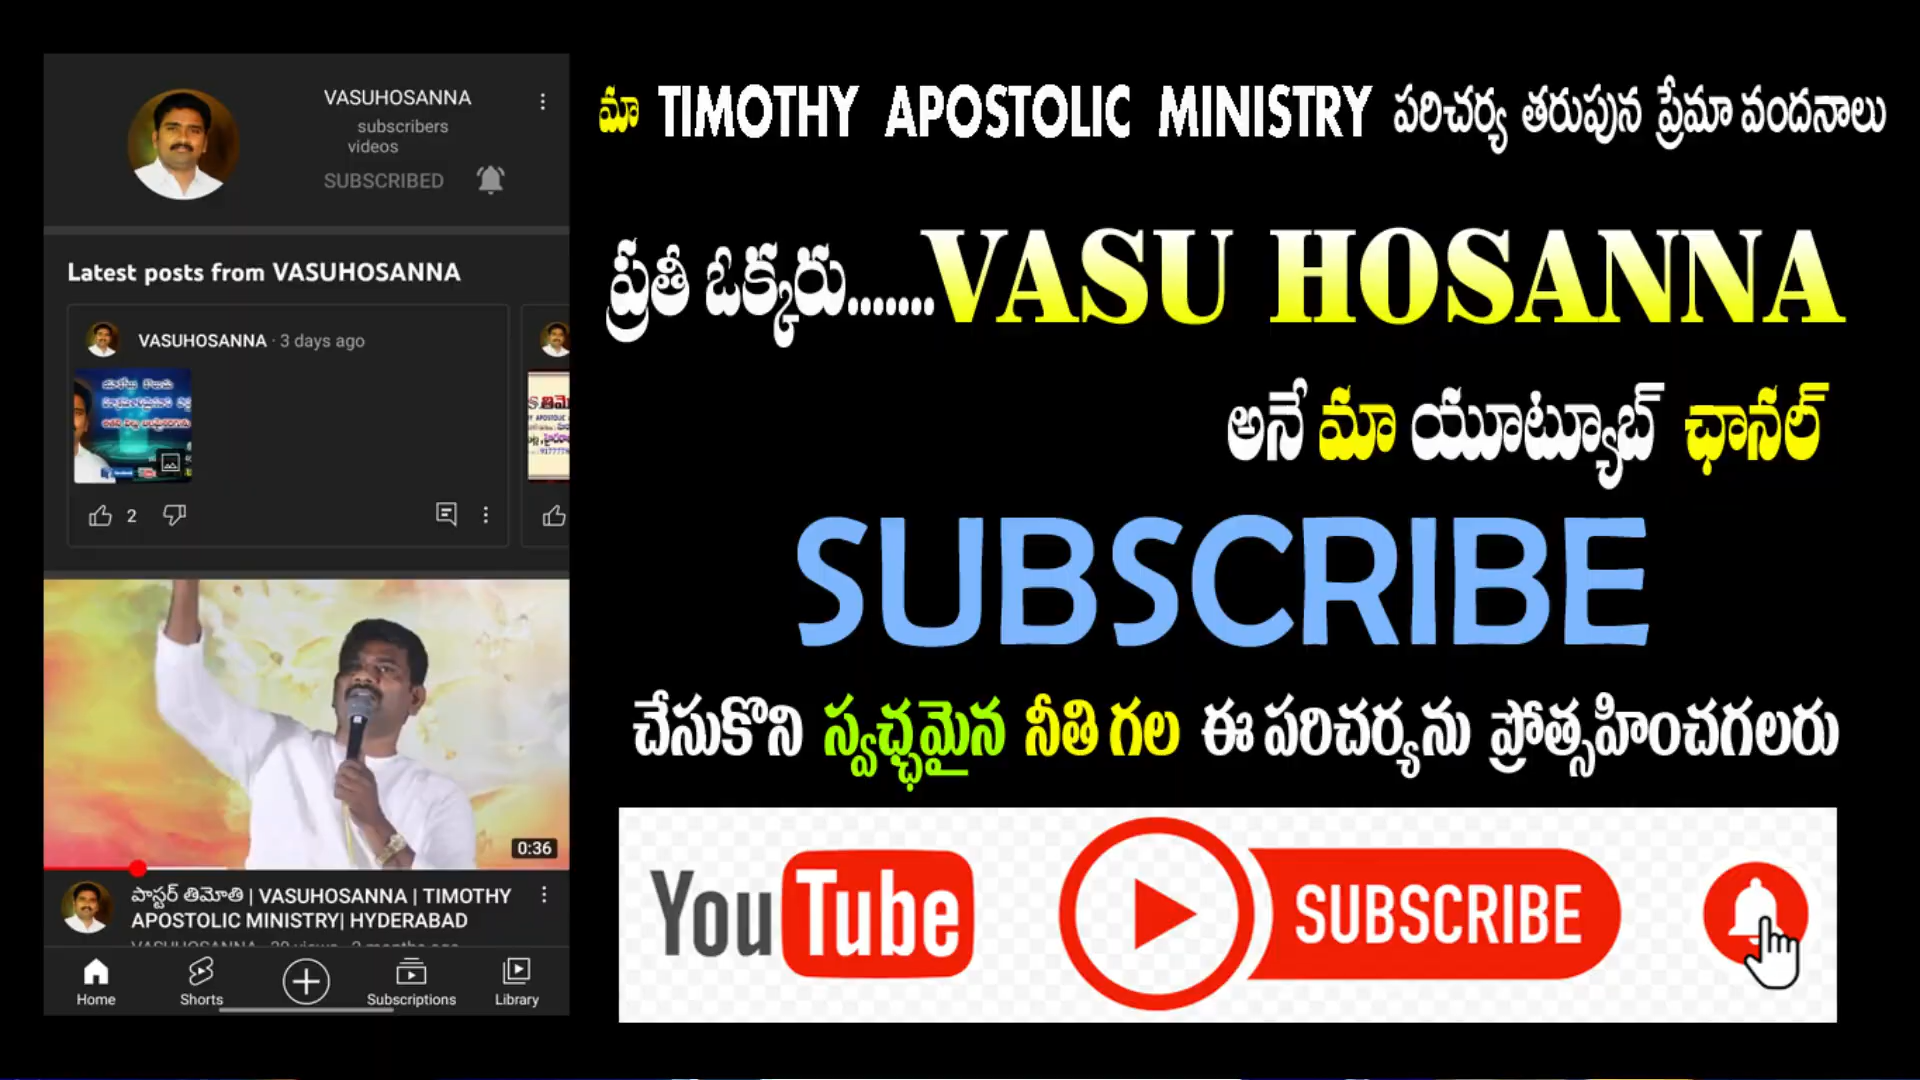 VASUHOSANNA
subscribers
videos
SUBSCRIBED
Latest posts from VASUHOSANNA
VASUHOSANNA · 3 days ago
2
0:36
పాస్టర్ తిమోతి | VASUHOSANNA | TIMOTHY
APOSTOLIC MINISTRY| HYDERABAD
Home
Shorts
Subscriptions
Library
మా TIMOTHY APOSTOLIC MINISTRY పరిచర్య తరుపున ప్రేమా వందనాలు
ప్రతీ ఒక్కరు.......VASU HOSANNA
అనే మా యూట్యూబ్ ఛానల్
SUBSCRIBE
చేసుకొని స్వచ్ఛమైన నీతి గల ఈ పరిచర్యను ప్రోత్సహించగలరు
YouTube
SUBSCRIBE